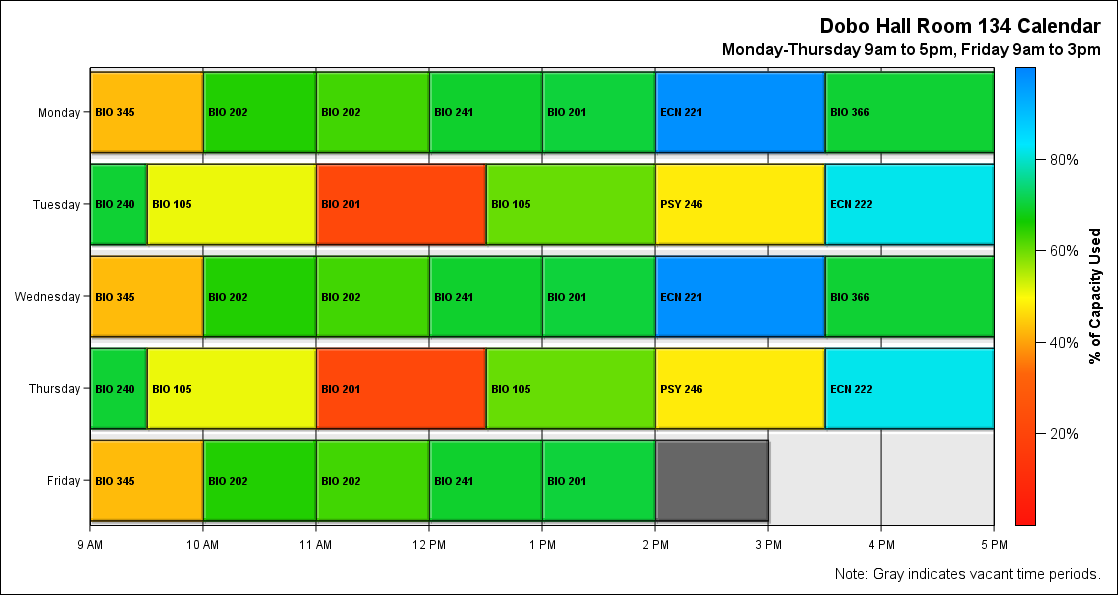 Dobo Hall Room 134 Calendar
Monday-Thursday 9am to 5pm, Friday 9am to 3pm
Monday BIO 345 BIO 202 BIO 202 BIO 241 BIO 201 ECN 221 BIO 366
Tuesday BIO 240 BIO 105 BIO 201 BIO 105 PSY 246 ECN 222
Wednesday BIO 345 BIO 202 BIO 202 BIO 241 BIO 201 ECN 221 BIO 366
Thursday BIO 240 BIO 105 BIO 201 BIO 105 PSY 246 ECN 222
Friday BIO 345 BIO 202 BIO 202 BIO 241 BIO 201
9 AM 10 AM 11 AM 12 PM 1 PM 2 PM 3 PM 4 PM 5 PM
80%
60%
40%
20%
% of Capacity Used
Note: Gray indicates vacant time periods.